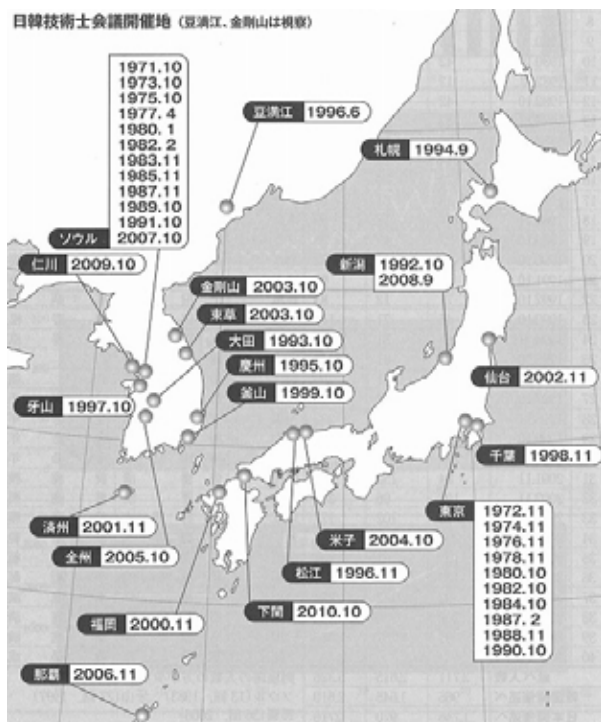 日韓技術士会議開催地（豆満江、金剛山は視察）
1971.10
1973.10
1975.10
1977. 4
1980. 1
1982. 2
1983.11
1985.11
1987.11
1989.10
1991.10
ソウル 2007.10
豆満江 1996.6
札幌 1994.9
仁川 2009.10
新潟 1992.10
2008.9
金剛山 2003.10
東草 2003.10
大田 1993.10
慶州 1995.10
釜山 1999.10
仙台 2002.11
牙山 1997.10
千葉 1998.11
済州 2001.11
全州 2005.10
米子 2004.10
松江 1996.11
東京 1972.11
1974.11
1976.11
1978.11
1980.10
1982.10
1984.10
1987. 2
1988.11
1990.10
福岡 2000.11
下関 2010.10
那覇 2006.11